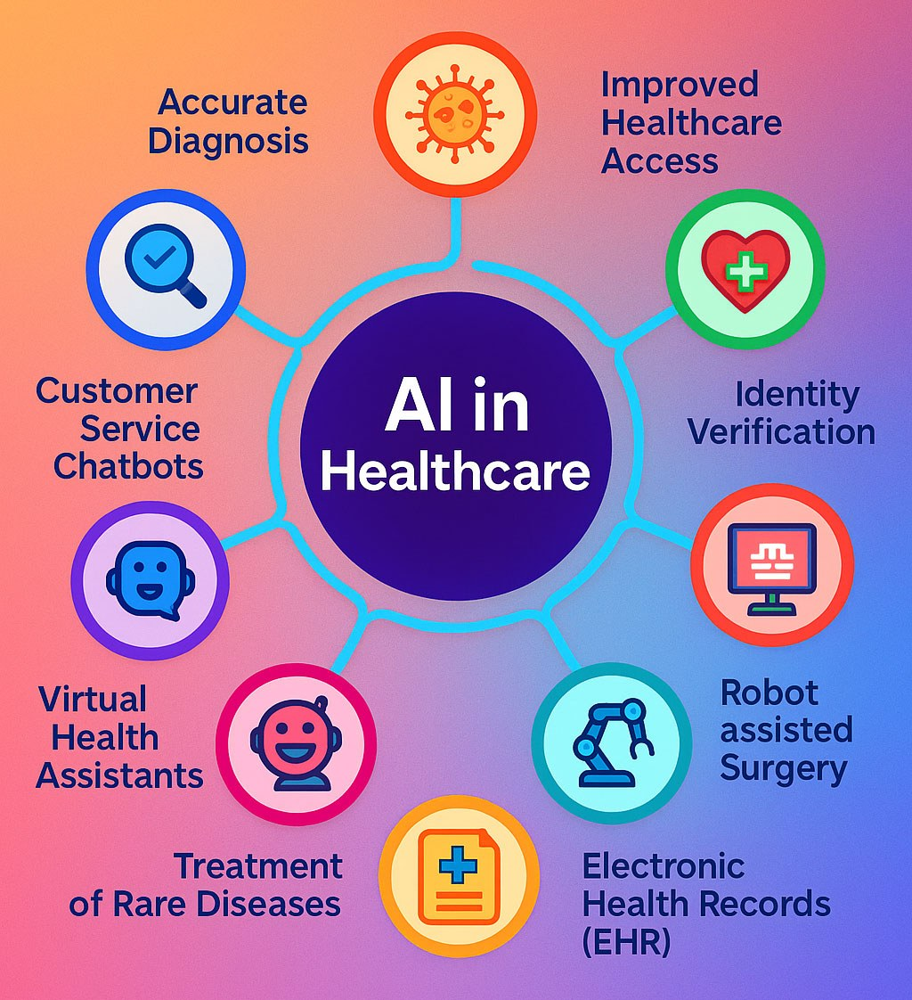 Accurate
Diagnosis
Improved
Healthcare
Access
Customer
Service
Chatbots
AI in
Healthcare
Identity
Verification
Virtual
Health
Assistants
Robot
assisted
Surgery
Treatment
of Rare Diseases
Electronic
Health Records
(EHR)